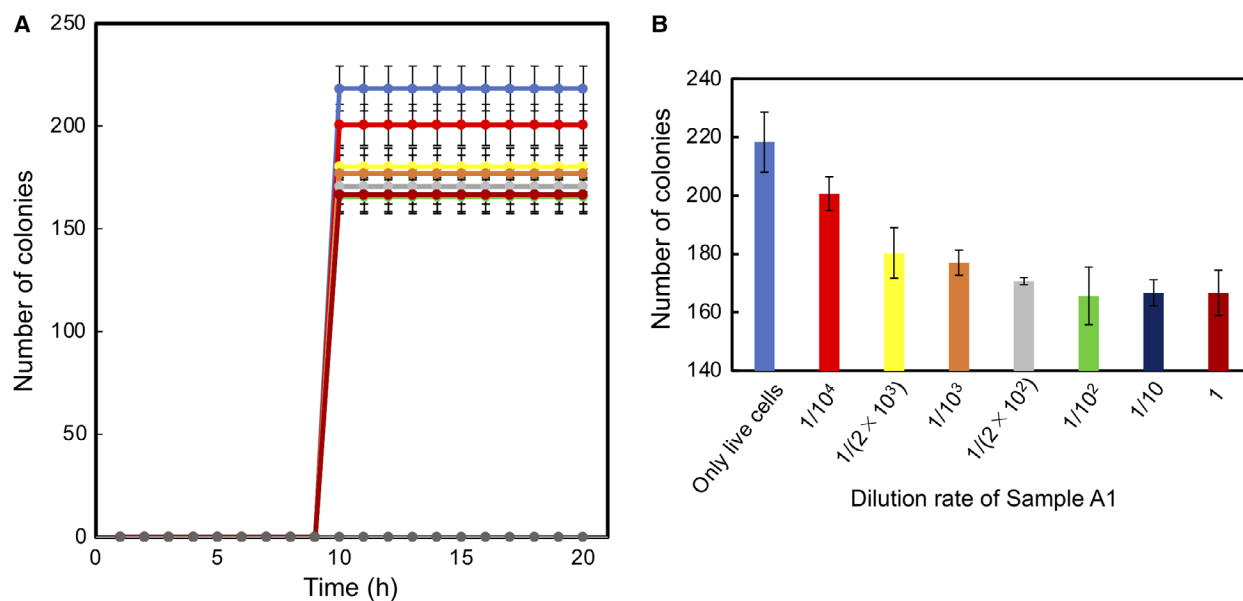 A
Number of colonies
250
200
150
100
50
0
0
5
10
15
20
Time (h)
B
Number of colonies
240
220
200
180
160
140
Only live cells
1/10⁴
1/(2 × 10³)
1/10³
1/(2 × 10²)
1/10²
1/10
1
Dilution rate of Sample A1